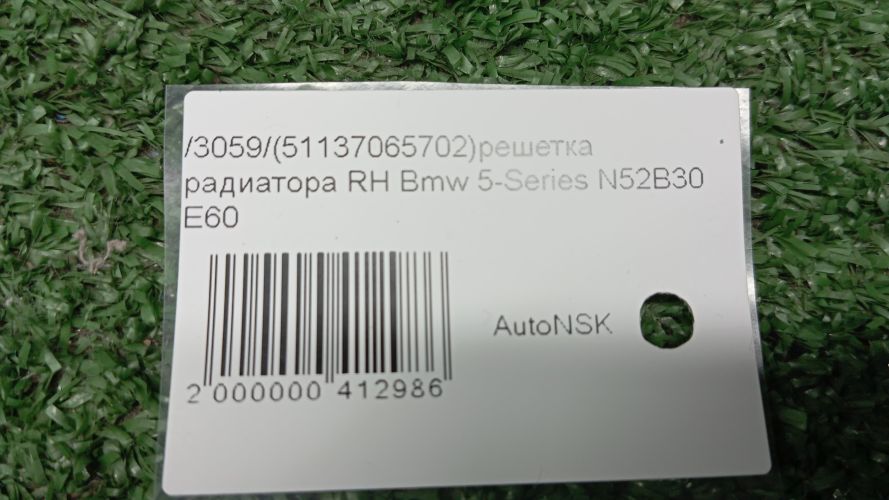 /3059/(51137065702)решетка
радиатора RH Bmw 5-Series N52B30
E60
AutoNSK
2 000000 412986